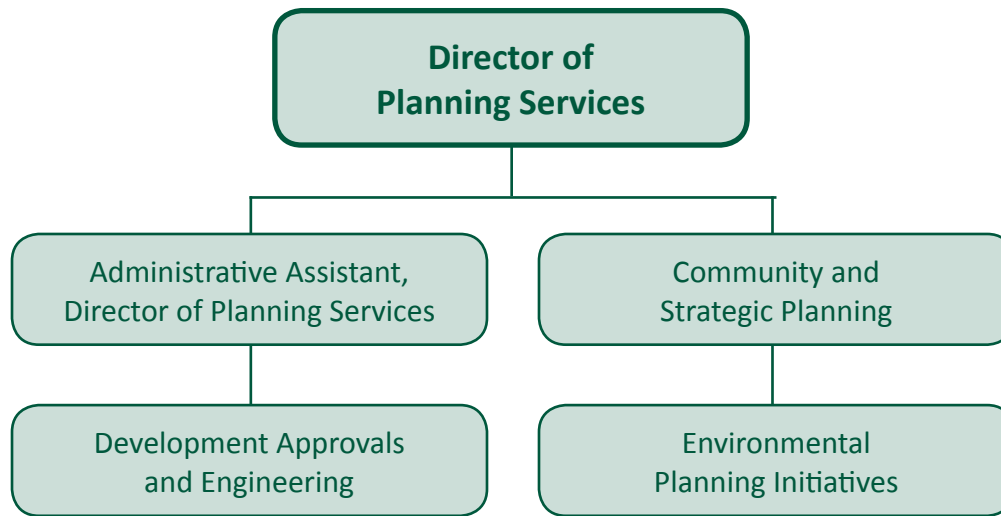 Director of
Planning Services
Administrative Assistant,
Director of Planning Services
Community and
Strategic Planning
Development Approvals
and Engineering
Environmental
Planning Initiatives